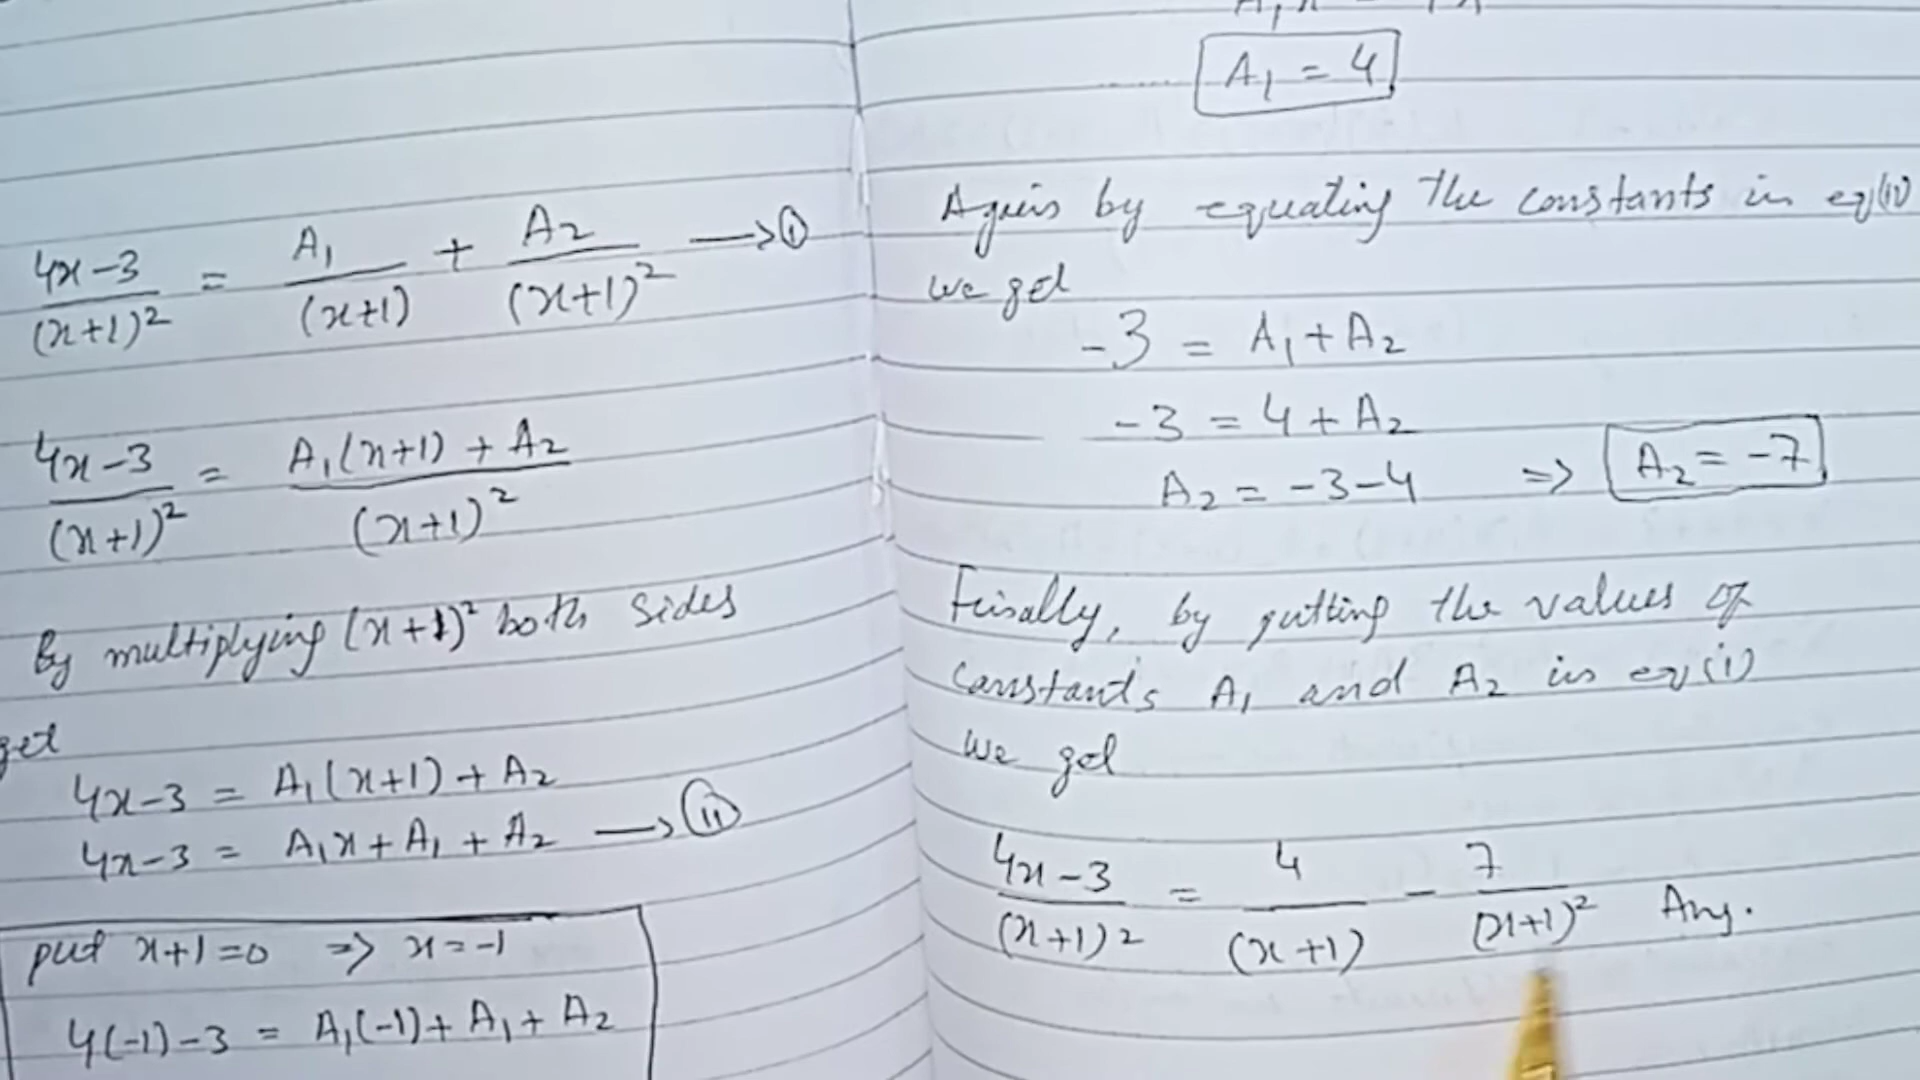 4x-3/(x+1)² = A₁/(x+1) + A₂/(x+1)² → (i)
4x-3/(x+1)² = A₁(x+1) + A₂/(x+1)²
By multiplying (x+1)² both sides
get
4x-3 = A₁(x+1) + A₂
4x-3 = A₁x + A₁ + A₂ → (ii)
put x+1=0 => x=-1
4(-1)-3 = A₁(-1) + A₁ + A₂
A₁ = 4
Again by equating the constants in eq(ii)
we get
-3 = A₁ + A₂
-3 = 4 + A₂
A₂ = -3-4 => A₂ = -7
Finally, by putting the values of
constants A₁ and A₂ in eq(i)
we get
4x-3/(x+1)² = 4/(x+1) - 7/(x+1)² Ans.